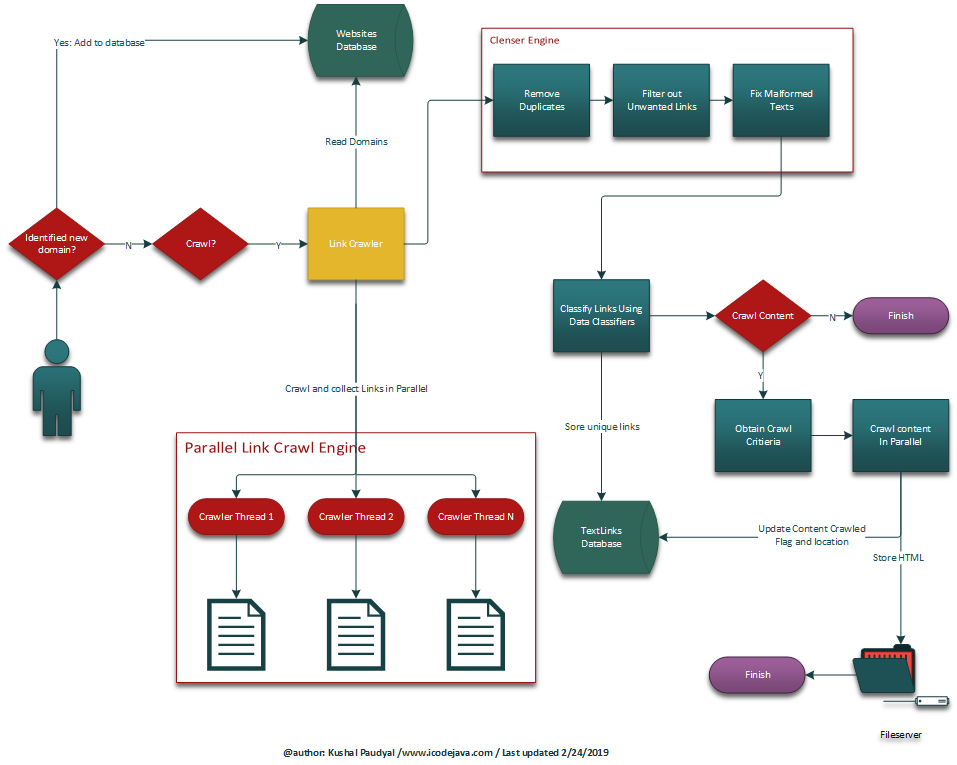 Yes: Add to database
Websites
Database
Clenser Engine
Remove
Duplicates
Filter out
Unwanted Links
Fix Malformed
Texts
Read Domains
Identified new
domain?
N
Crawl?
Y
Link Crawler
Classify Links Using
Data Classifiers
Crawl Content
N
Finish
Y
Crawl and collect Links in Parallel
Sore unique links
Obtain Crawl
Critieria
Crawl content
In Parallel
Parallel Link Crawl Engine
Crawler Thread 1
Crawler Thread 2
Crawler Thread N
TextLinks
Database
Update Content Crawled
Flag and location
Store HTML
Finish
Fileserver
@author: Kushal Paudyal /www.icodejava.com / Last updated 2/24/2019